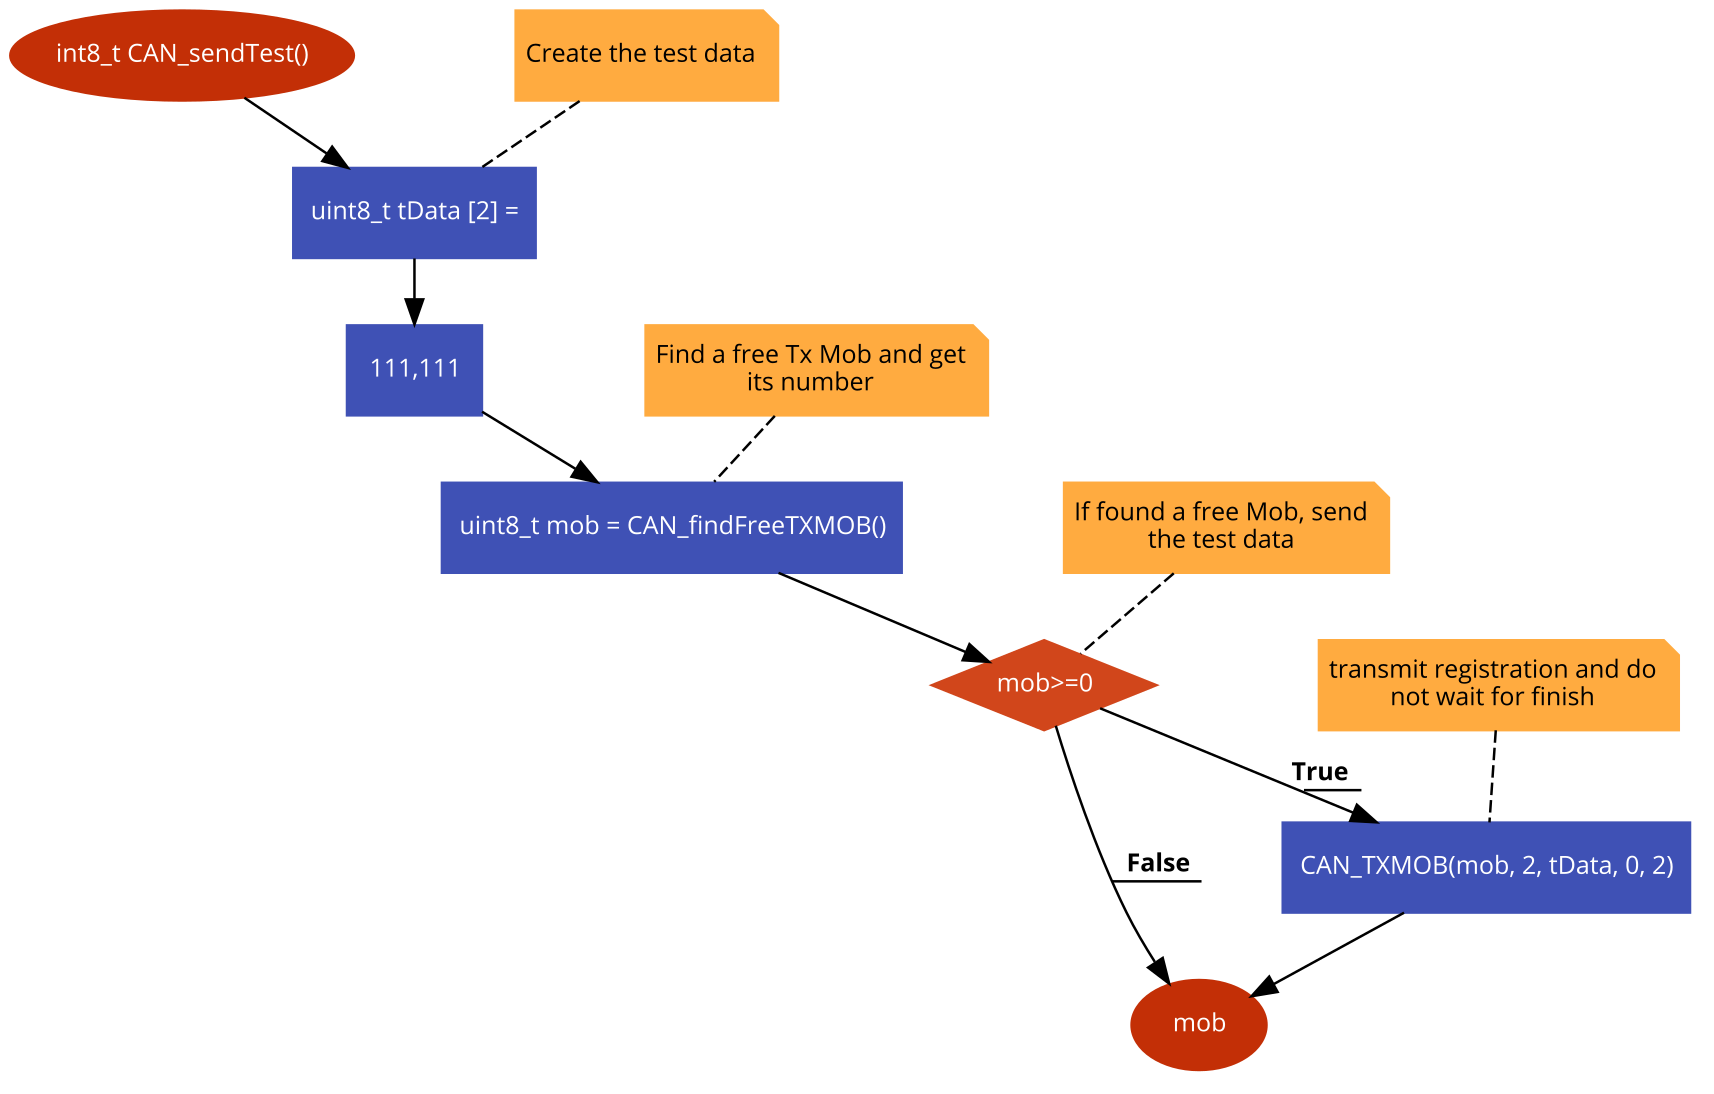 int8_t CAN_sendTest()
Create the test data
uint8_t tData [2] =
111,111
Find a free Tx Mob and get
its number
uint8_t mob = CAN_findFreeTXMOB()
If found a free Mob, send
the test data
mob>=0
transmit registration and do
not wait for finish
True
False
CAN_TXMOB(mob, 2, tData, 0, 2)
mob